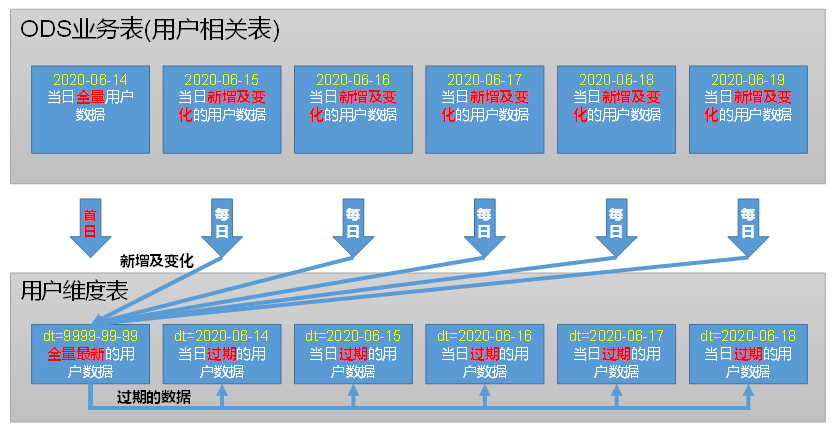 ODS业务表(用户相关表)
2020-06-14
当日全量用户
数据
2020-06-15
当日新增及变
化的用户数据
2020-06-16
当日新增及变
化的用户数据
2020-06-17
当日新增及变
化的用户数据
2020-06-18
当日新增及变
化的用户数据
2020-06-19
当日新增及变
化的用户数据
首
日
每
日
每
日
每
日
每
日
每
日
新增及变化
用户维度表
dt=9999-99-99
全量最新的用
户数据
dt=2020-06-14
当日过期的用
户数据
dt=2020-06-15
当日过期的用
户数据
dt=2020-06-16
当日过期的用
户数据
dt=2020-06-17
当日过期的用
户数据
dt=2020-06-18
当日过期的用
户数据
过期的数据